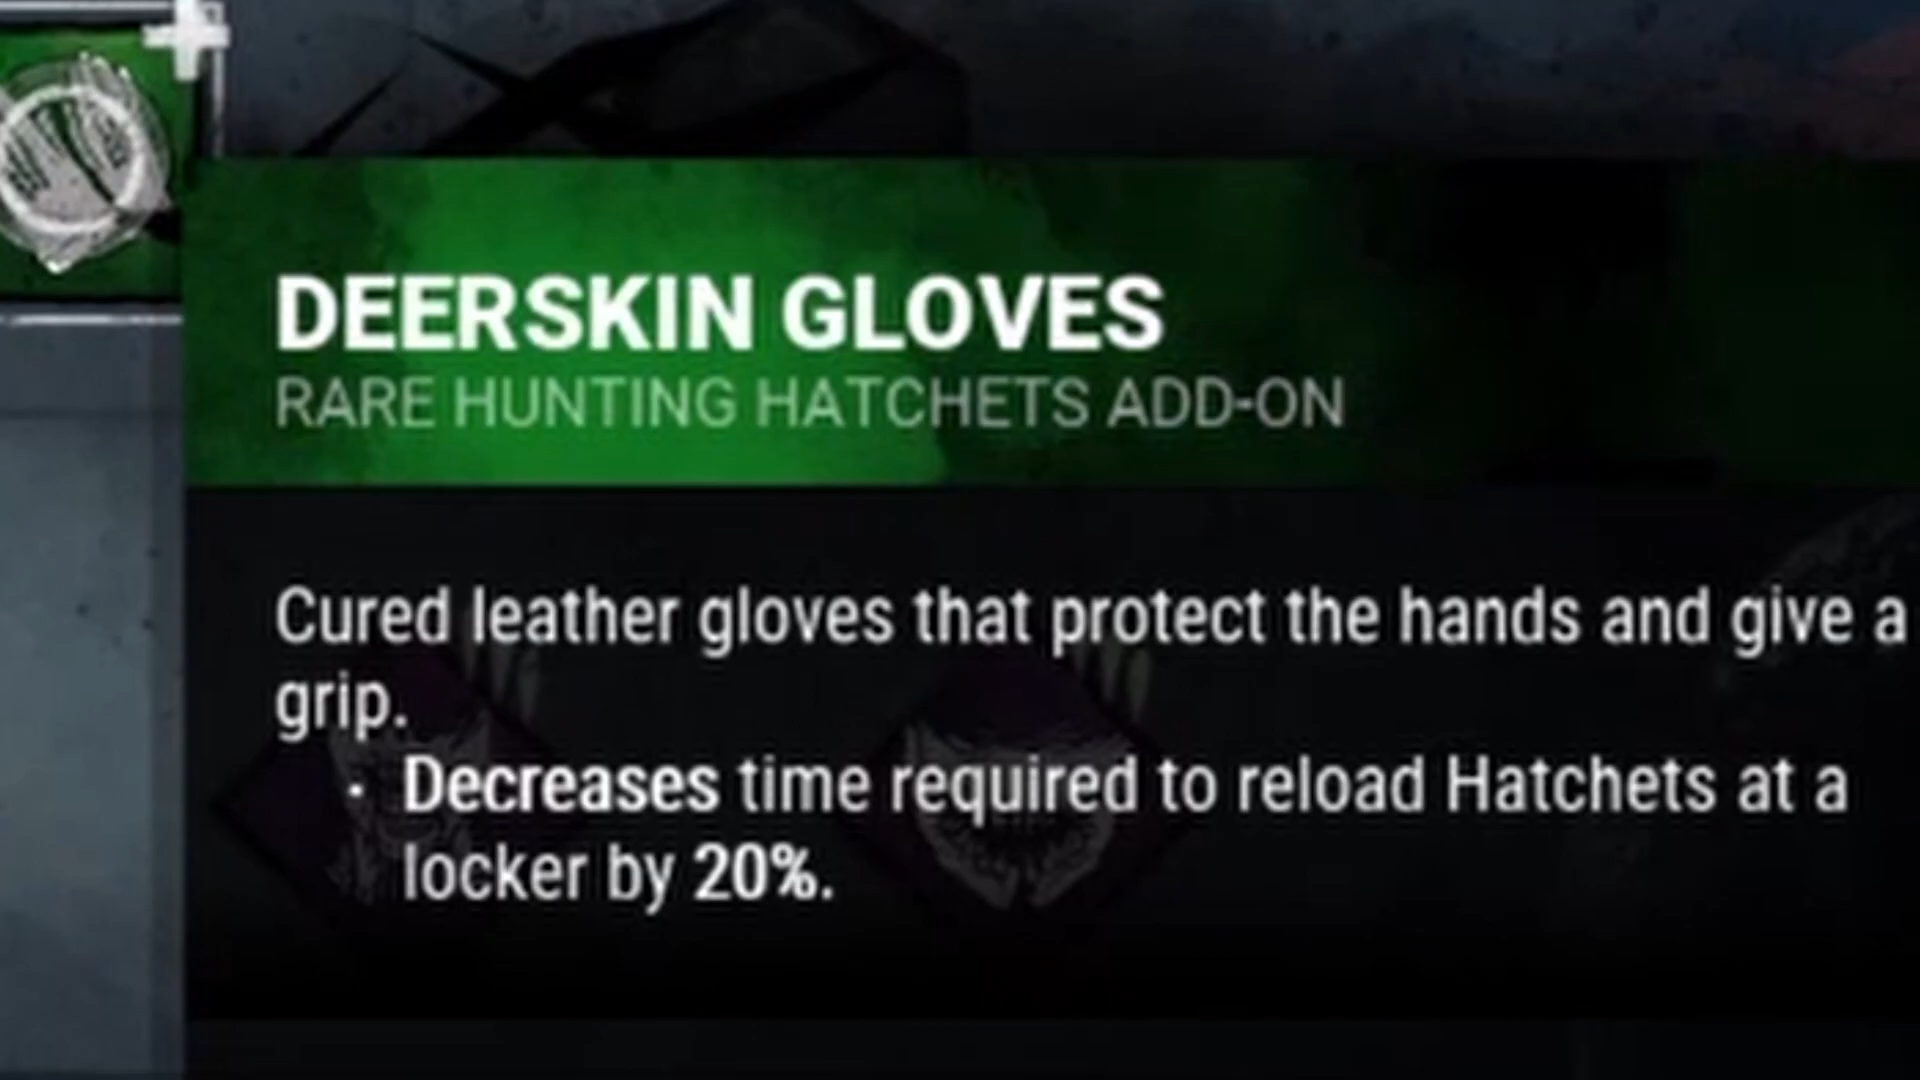 DEERSKIN GLOVES
RARE HUNTING HATCHETS ADD-ON
Cured leather gloves that protect the hands and give a
grip.
· Decreases time required to reload Hatchets at a
locker by 20%.